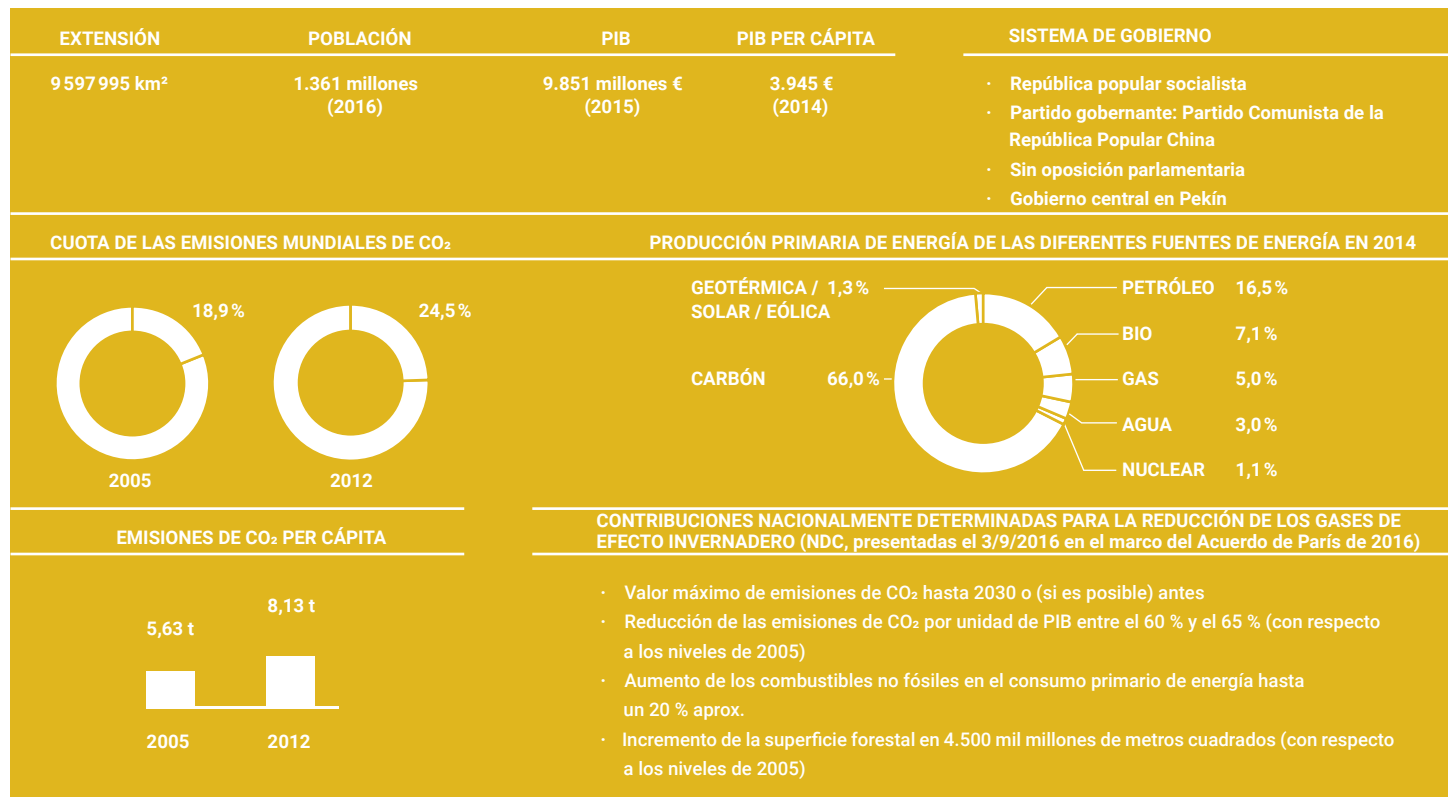 EXTENSIÓN
9 597 995 km²
POBLACIÓN
1.361 millones
(2016)
PIB
9.851 millones €
(2015)
PIB PER CÁPITA
3.945 €
(2014)
SISTEMA DE GOBIERNO
· República popular socialista
· Partido gobernante: Partido Comunista de la
República Popular China
· Sin oposición parlamentaria
· Gobierno central en Pekín
CUOTA DE LAS EMISIONES MUNDIALES DE CO₂
18,9 %
2005
24,5 %
2012
PRODUCCIÓN PRIMARIA DE ENERGÍA DE LAS DIFERENTES FUENTES DE ENERGÍA EN 2014
GEOTÉRMICA / 1,3 %
SOLAR / EÓLICA
CARBÓN 66,0 %
PETRÓLEO 16,5 %
BIO 7,1 %
GAS 5,0 %
AGUA 3,0 %
NUCLEAR 1,1 %
EMISIONES DE CO₂ PER CÁPITA
5,63 t
8,13 t
2005
2012
CONTRIBUCIONES NACIONALMENTE DETERMINADAS PARA LA REDUCCIÓN DE LOS GASES DE
EFECTO INVERNADERO (NDC, presentadas el 3/9/2016 en el marco del Acuerdo de París de 2016)
· Valor máximo de emisiones de CO₂ hasta 2030 o (si es posible) antes
· Reducción de las emisiones de CO₂ por unidad de PIB entre el 60 % y el 65 % (con respecto
a los niveles de 2005)
· Aumento de los combustibles no fósiles en el consumo primario de energía hasta
un 20 % aprox.
· Incremento de la superficie forestal en 4.500 mil millones de metros cuadrados (con respecto
a los niveles de 2005)